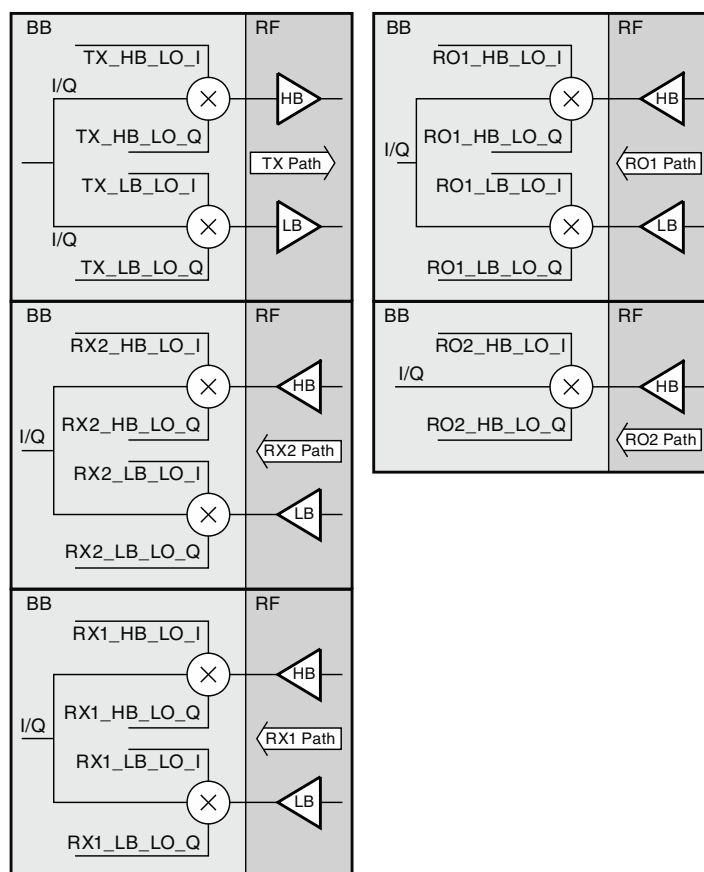 BB
RF
TX_HB_LO_I
I/Q
HB
TX_HB_LO_Q
TX Path
TX_LB_LO_I
LB
I/Q
TX_LB_LO_Q
BB
RF
RX2_HB_LO_I
HB
RX2_HB_LO_Q
I/Q
RX2 Path
RX2_LB_LO_I
LB
RX2_LB_LO_Q
BB
RF
RX1_HB_LO_I
HB
RX1_HB_LO_Q
I/Q
RX1 Path
RX1_LB_LO_I
LB
RX1_LB_LO_Q
BB
RF
RO1_HB_LO_I
HB
RO1_HB_LO_Q
I/Q
RO1 Path
RO1_LB_LO_I
LB
RO1_LB_LO_Q
BB
RF
RO2_HB_LO_I
I/Q
HB
RO2_HB_LO_Q
RO2 Path